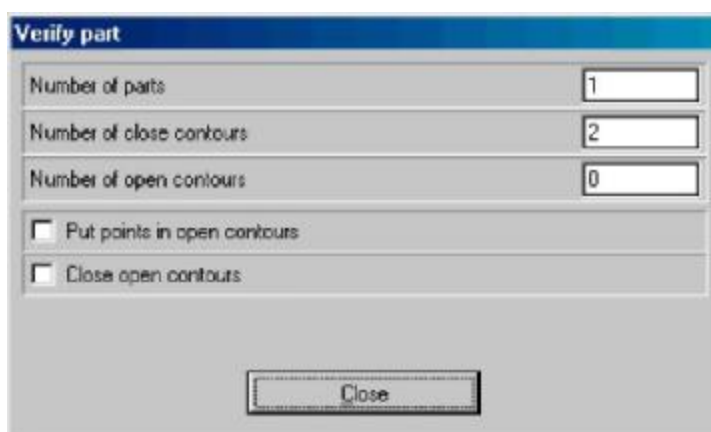 Verify part
Number of parts 1
Number of close contours 2
Number of open contours 0
Put points in open contours
Close open contours
Close